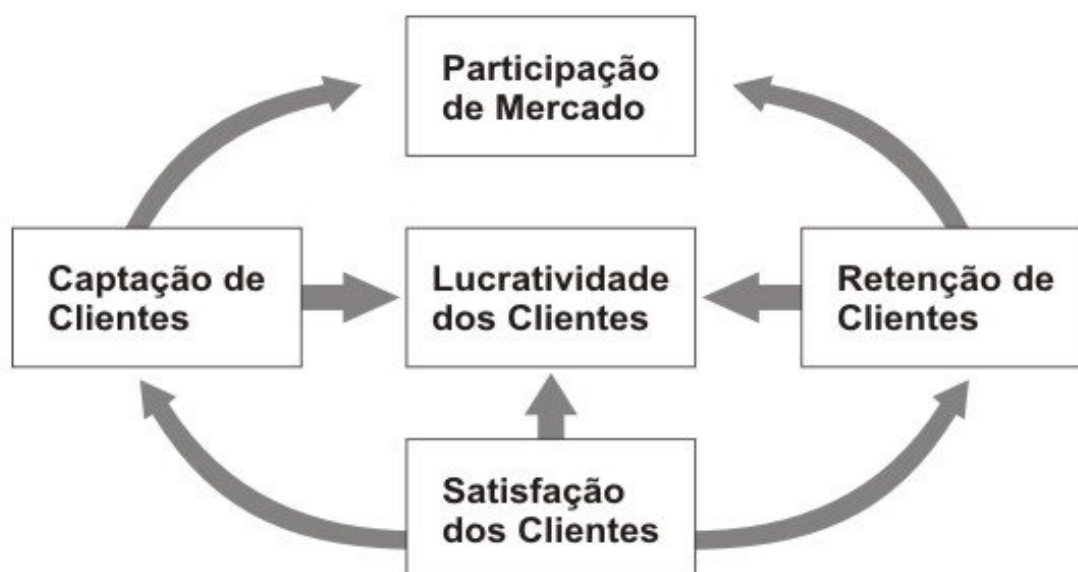 Participação
de Mercado
Captação de
Clientes
Lucratividade
dos Clientes
Retenção de
Clientes
Satisfação
dos Clientes